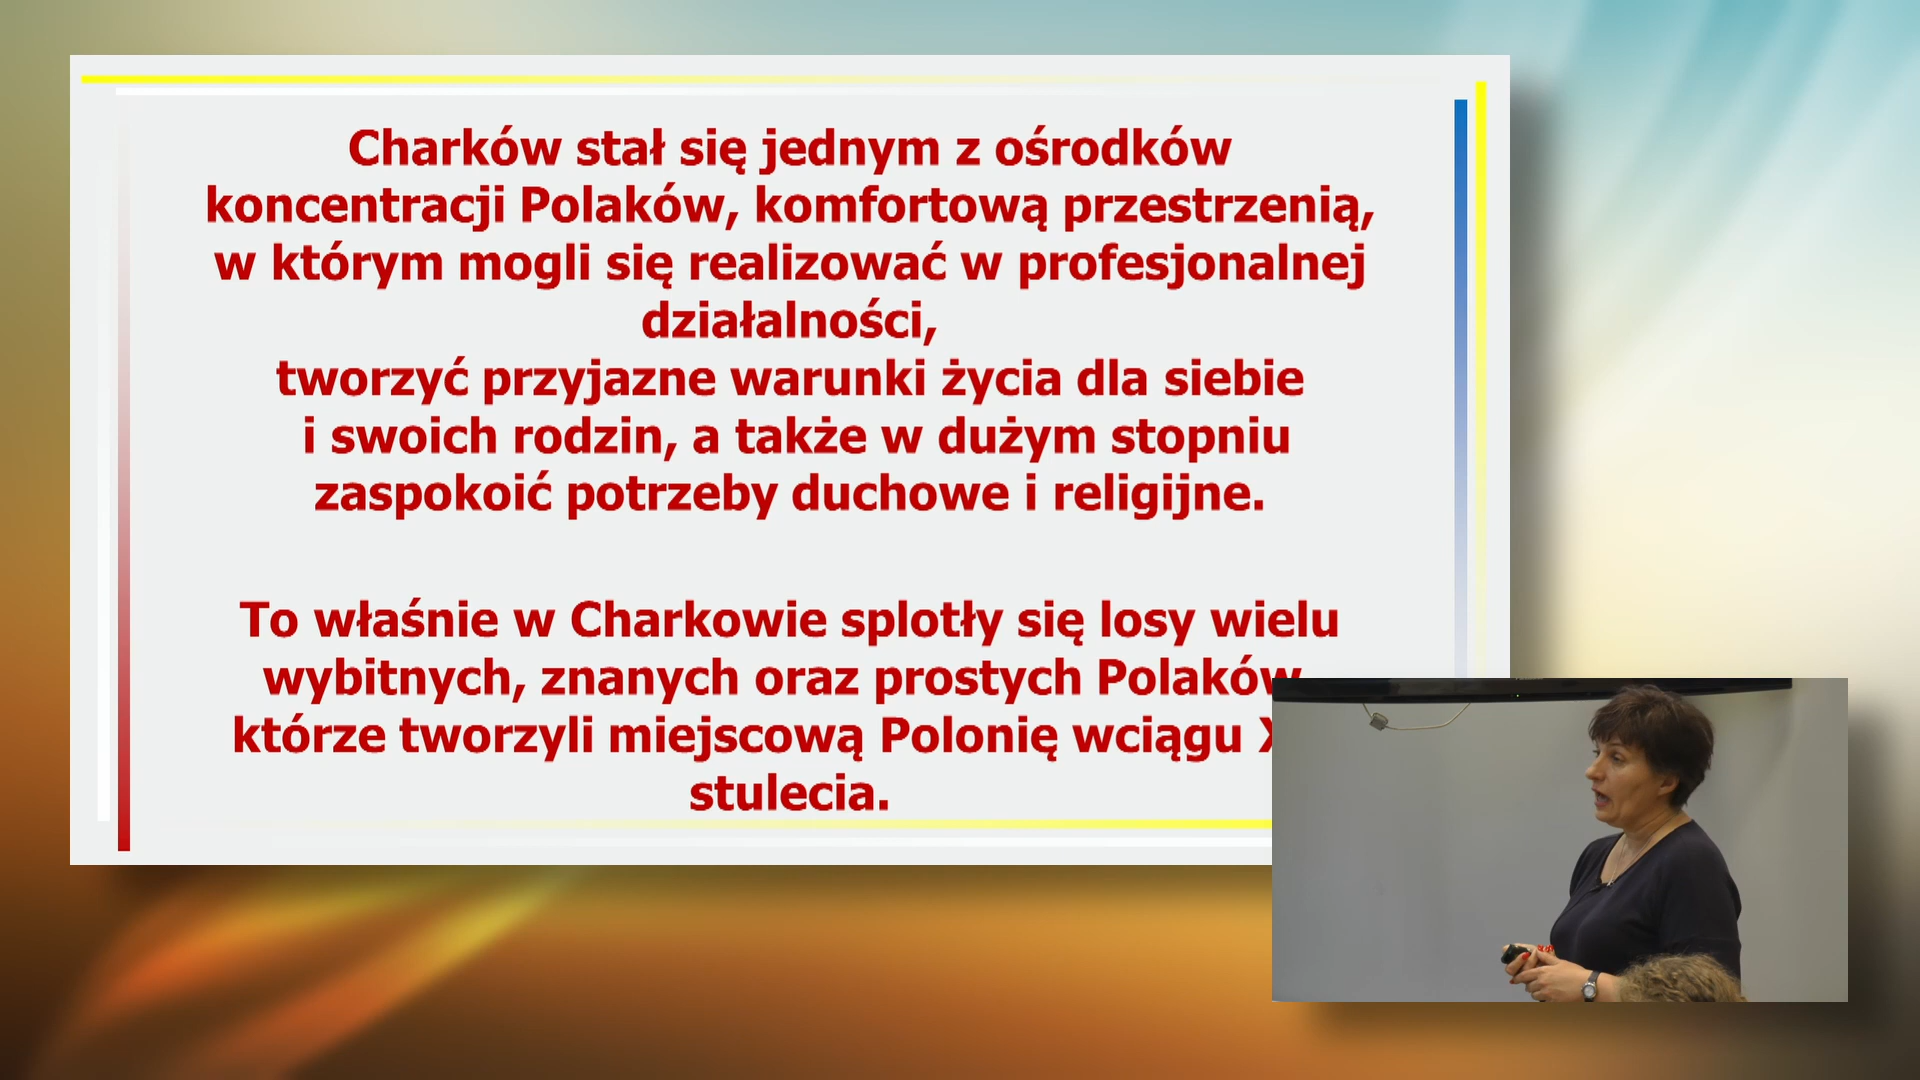 Charków stał się jednym z ośrodków
koncentracji Polaków, komfortową przestrzenią,
w którym mogli się realizować w profesjonalnej
działalności,
tworzyć przyjazne warunki życia dla siebie
i swoich rodzin, a także w dużym stopniu
zaspokoić potrzeby duchowe i religijne.
To właśnie w Charkowie splotły się losy wielu
wybitnych, znanych oraz prostych Polaków
którze tworzyli miejscową Polonię wciągu
stulecia.